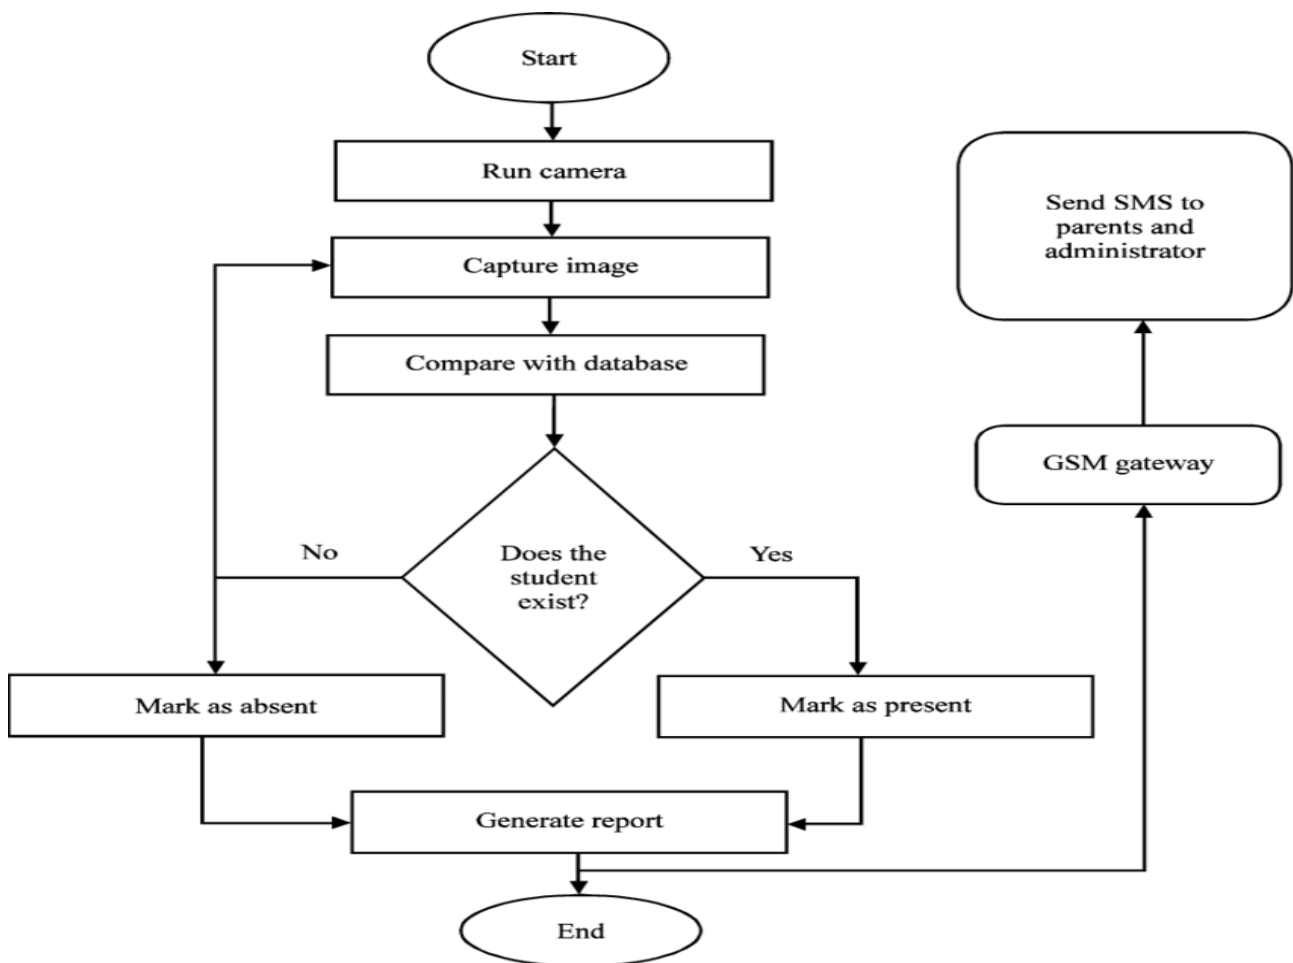 Start
Run camera
Capture image
Compare with database
Does the
student
exist?
No
Yes
Mark as absent
Mark as present
Generate report
End
GSM gateway
Send SMS to
parents and
administrator